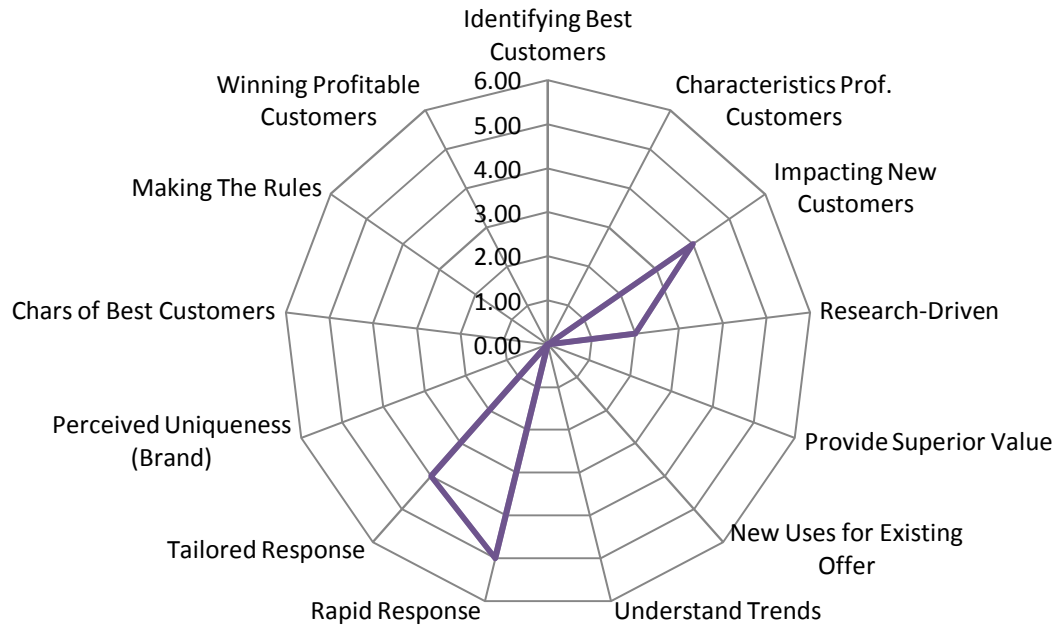 Identifying Best
Customers
Characteristics Prof.
Customers
Impacting New
Customers
Research-Driven
Provide Superior Value
New Uses for Existing
Offer
Understand Trends
Rapid Response
Tailored Response
Perceived Uniqueness
(Brand)
Chars of Best Customers
Making The Rules
Winning Profitable
Customers
6.00
5.00
4.00
3.00
2.00
1.00
0.00